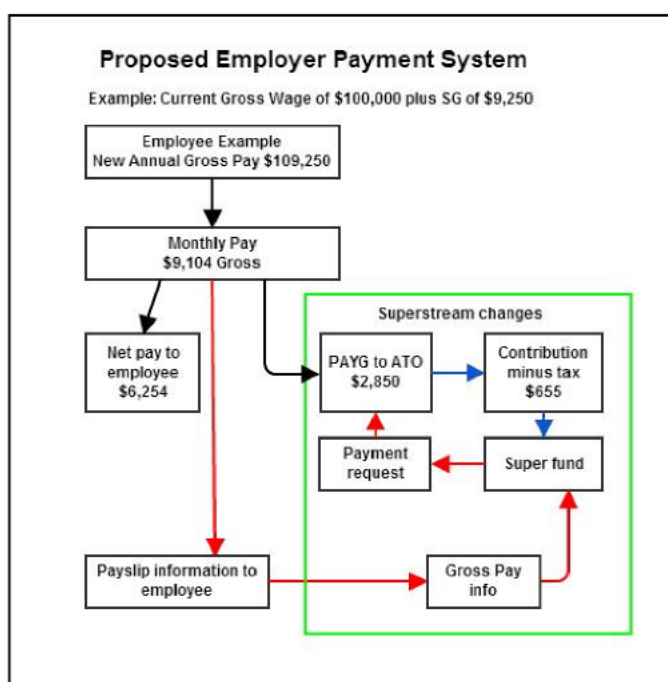 Proposed Employer Payment System
Example: Current Gross Wage of $100,000 plus SG of $9,250
Employee Example
New Annual Gross Pay $109,250
Monthly Pay
$9,104 Gross
Superstream changes
Net pay to
employee
$6,254
PAYG to ATO
$2,850
Contribution
minus tax
$655
Payment
request
Super fund
Payslip information to
employee
Gross Pay
info